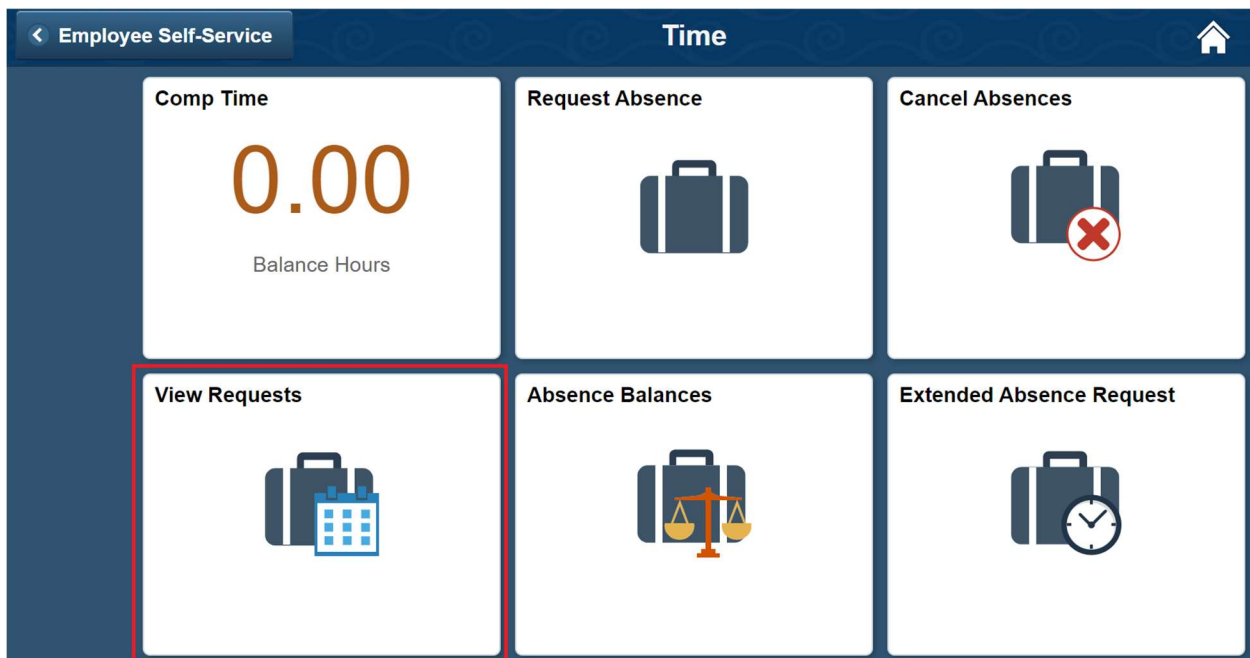 Employee Self-Service
Time
Comp Time
0.00
Balance Hours
Request Absence
Cancel Absences
View Requests
Absence Balances
Extended Absence Request